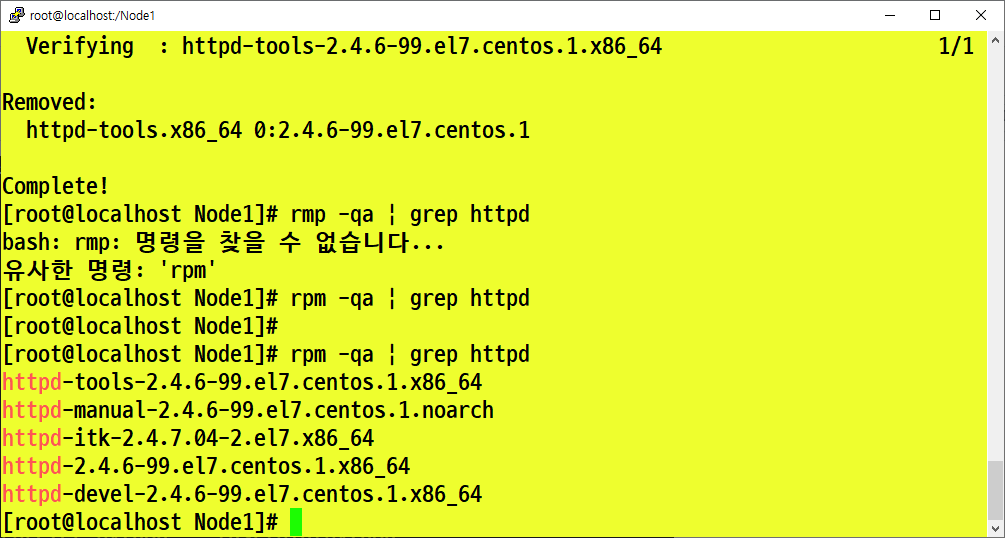 root@localhost:/Node1
  Verifying  : httpd-tools-2.4.6-99.el7.centos.1.x86_64                       1/1
Removed:
  httpd-tools.x86_64 0:2.4.6-99.el7.centos.1
Complete!
[root@localhost Node1]# rmp -qa | grep httpd
bash: rmp: 명령을 찾을 수 없습니다...
유사한 명령: 'rpm'
[root@localhost Node1]# rpm -qa | grep httpd
[root@localhost Node1]#
[root@localhost Node1]# rpm -qa | grep httpd
httpd-tools-2.4.6-99.el7.centos.1.x86_64
httpd-manual-2.4.6-99.el7.centos.1.noarch
httpd-itk-2.4.7.04-2.el7.x86_64
httpd-2.4.6-99.el7.centos.1.x86_64
httpd-devel-2.4.6-99.el7.centos.1.x86_64
[root@localhost Node1]#